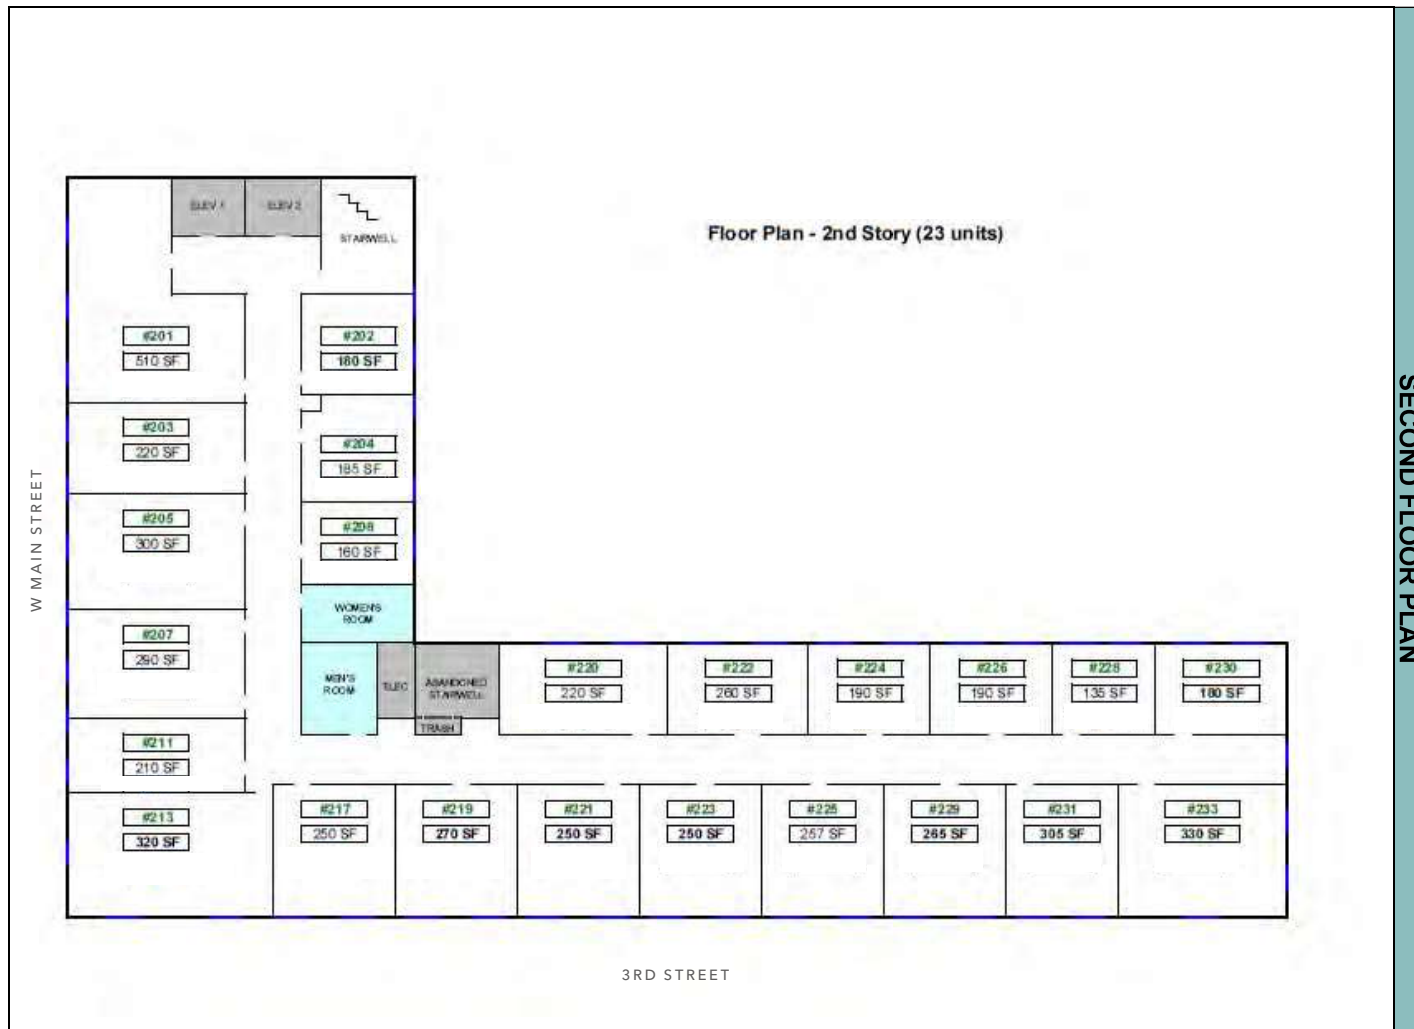 ELEV 1
ELEV 2
STAIRWELL
Floor Plan - 2nd Story (23 units)
#201
510 SF
#202
180 SF
#203
220 SF
#204
185 SF
#205
300 SF
#208
160 SF
WOMEN'S
ROOM
#207
290 SF
MEN'S
ROOM
ELEC
ABANDONED
STAIRWELL
TRASH
#220
220 SF
#222
260 SF
#224
190 SF
#226
190 SF
#228
135 SF
#230
180 SF
#211
210 SF
#213
320 SF
#217
250 SF
#219
270 SF
#221
250 SF
#223
250 SF
#225
257 SF
#229
265 SF
#231
305 SF
#233
330 SF
W MAIN STREET
3RD STREET
SECOND FLOOR PLAN